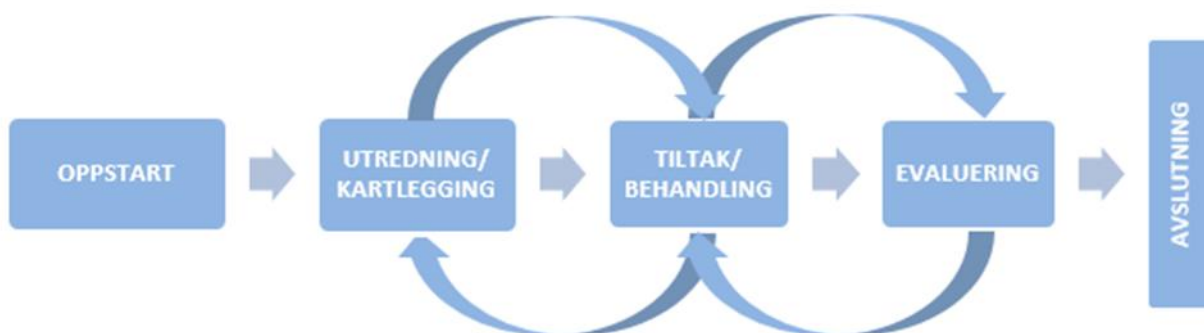 OPPSTART
UTREDNING/
KARTLEGGING
TILTAK/
BEHANDLING
EVALUERING
AVSLUTNING